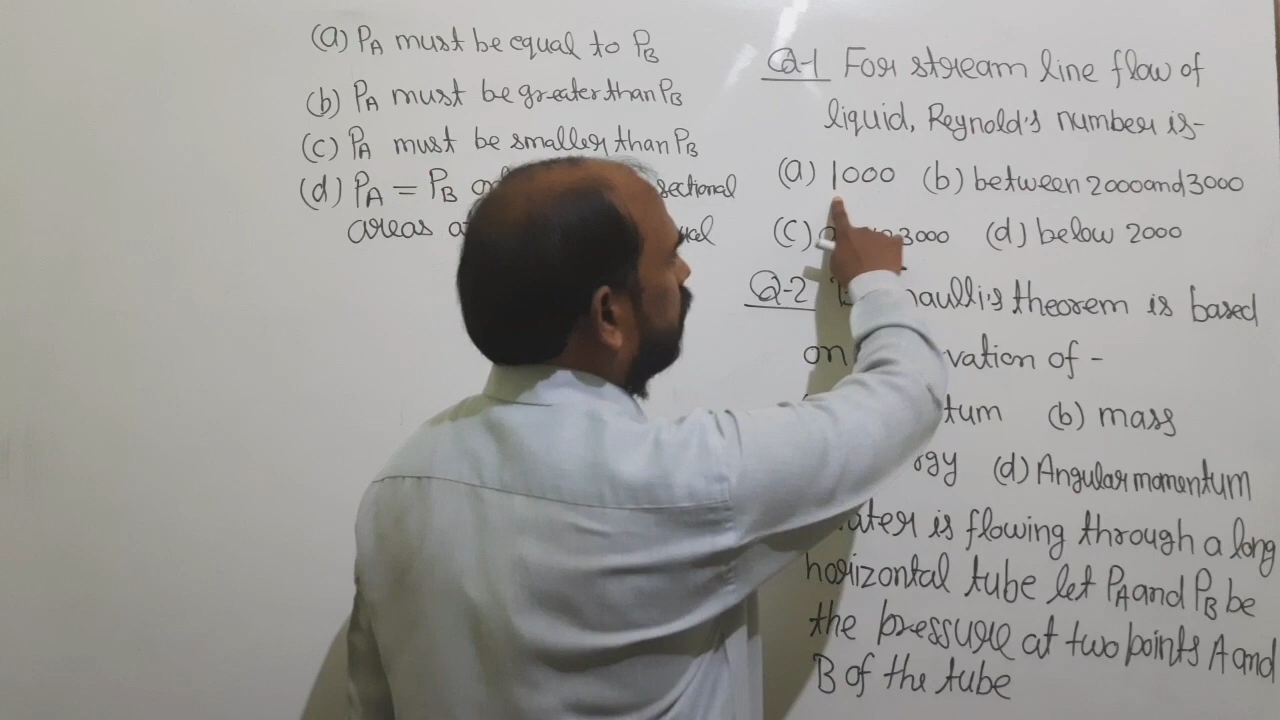 (a) PA must be equal to PB
(b) PA must be greater than PB
(c) PA must be smaller than PB
(d) PA = PB sectional
areas
Q-1 For stream line flow of
liquid, Reynold's number is-
(a) 1000 (b) between 2000 and 3000
(c) 3000 (d) below 2000
Q-2 theorem is based
on of -
(b) mass
(d) Angular momentum
is flowing through a long
horizontal tube let PA and PB be
the pressure at two points A and
B of the tube